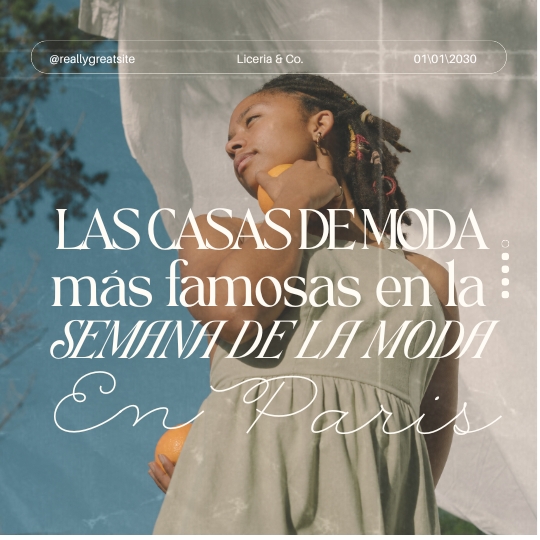 @reallygreatsite
Liceria & Co.
01\01\2030
LAS CASAS DE MODA
más famosas en la
SEMANA DE LA MODA
En Paris